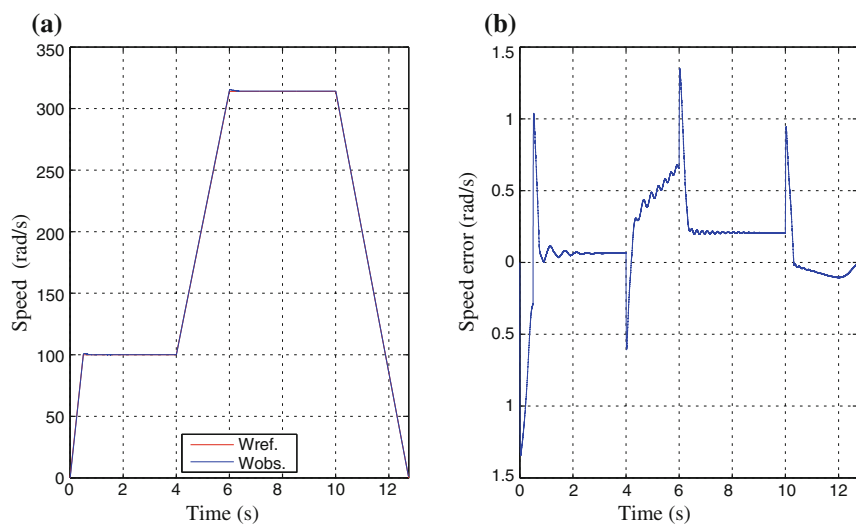 (a)
350
300
250
200
150
100
50
0
Speed (rad/s)
0 2 4 6 8 10 12
Time (s)
Wref.
Wobs.
(b)
1.5
1
0.5
0
0.5
1
1.5
Speed error (rad/s)
0 2 4 6 8 10 12
Time (s)